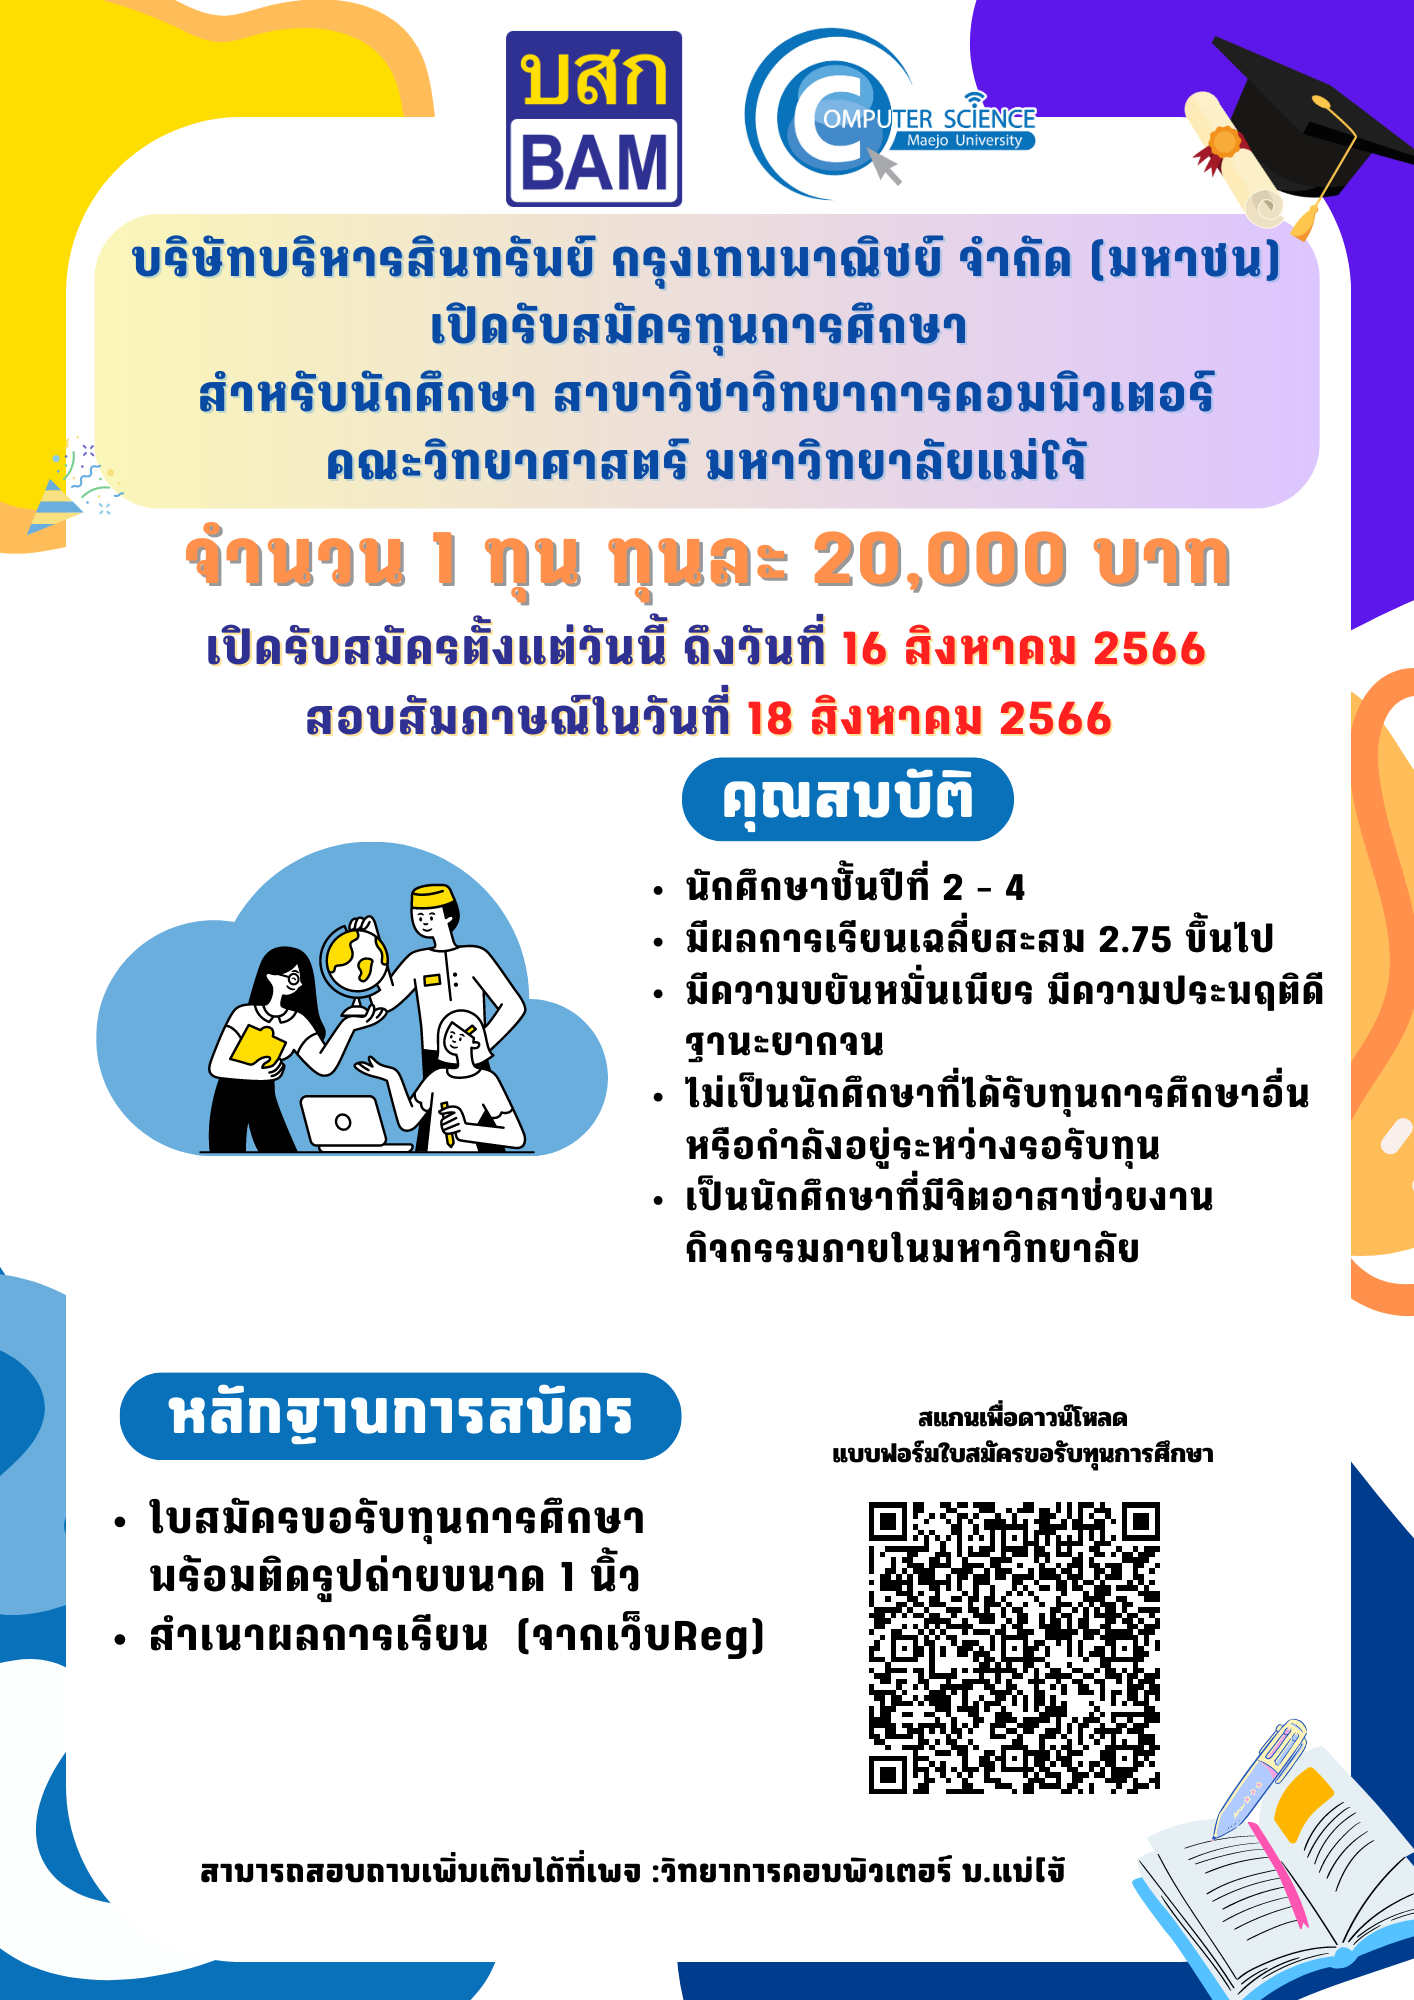 บสก
BAM
COMPUTER SCIENCE
Maejo University
บริษัทบริหารสินทรัพย์ กรุงเทพพาณิชย์ จำกัด (มหาชน)
เปิดรับสมัครทุนการศึกษา
สำหรับนักศึกษา สาขาวิชาวิทยาการคอมพิวเตอร์
คณะวิทยาศาสตร์ มหาวิทยาลัยแม่โจ้
จำนวน 1 ทุน ทุนละ 20,000 บาท
เปิดรับสมัครตั้งแต่วันนี้ ถึงวันที่ 16 สิงหาคม 2566
สอบสัมภาษณ์ในวันที่ 18 สิงหาคม 2566
คุณสมบัติ
• นักศึกษาชั้นปีที่ 2 - 4
• มีผลการเรียนเฉลี่ยสะสม 2.75 ขึ้นไป
• มีความขยันหมั่นเพียร มีความประพฤติดี
ฐานะยากจน
• ไม่เป็นนักศึกษาที่ได้รับทุนการศึกษาอื่น
หรือกำลังอยู่ระหว่างรอรับทุน
• เป็นนักศึกษาที่มีจิตอาสาช่วยงาน
กิจกรรมภายในมหาวิทยาลัย
หลักฐานการสมัคร
• ใบสมัครขอรับทุนการศึกษา
พร้อมติดรูปถ่ายขนาด 1 นิ้ว
• สำเนาผลการเรียน (จากเว็บReg)
สแกนเพื่อดาวน์โหลด
แบบฟอร์มใบสมัครขอรับทุนการศึกษา
สามารถสอบถามเพิ่มเติมได้ที่เพจ :วิทยาการคอมพิวเตอร์ ม.แม่โจ้